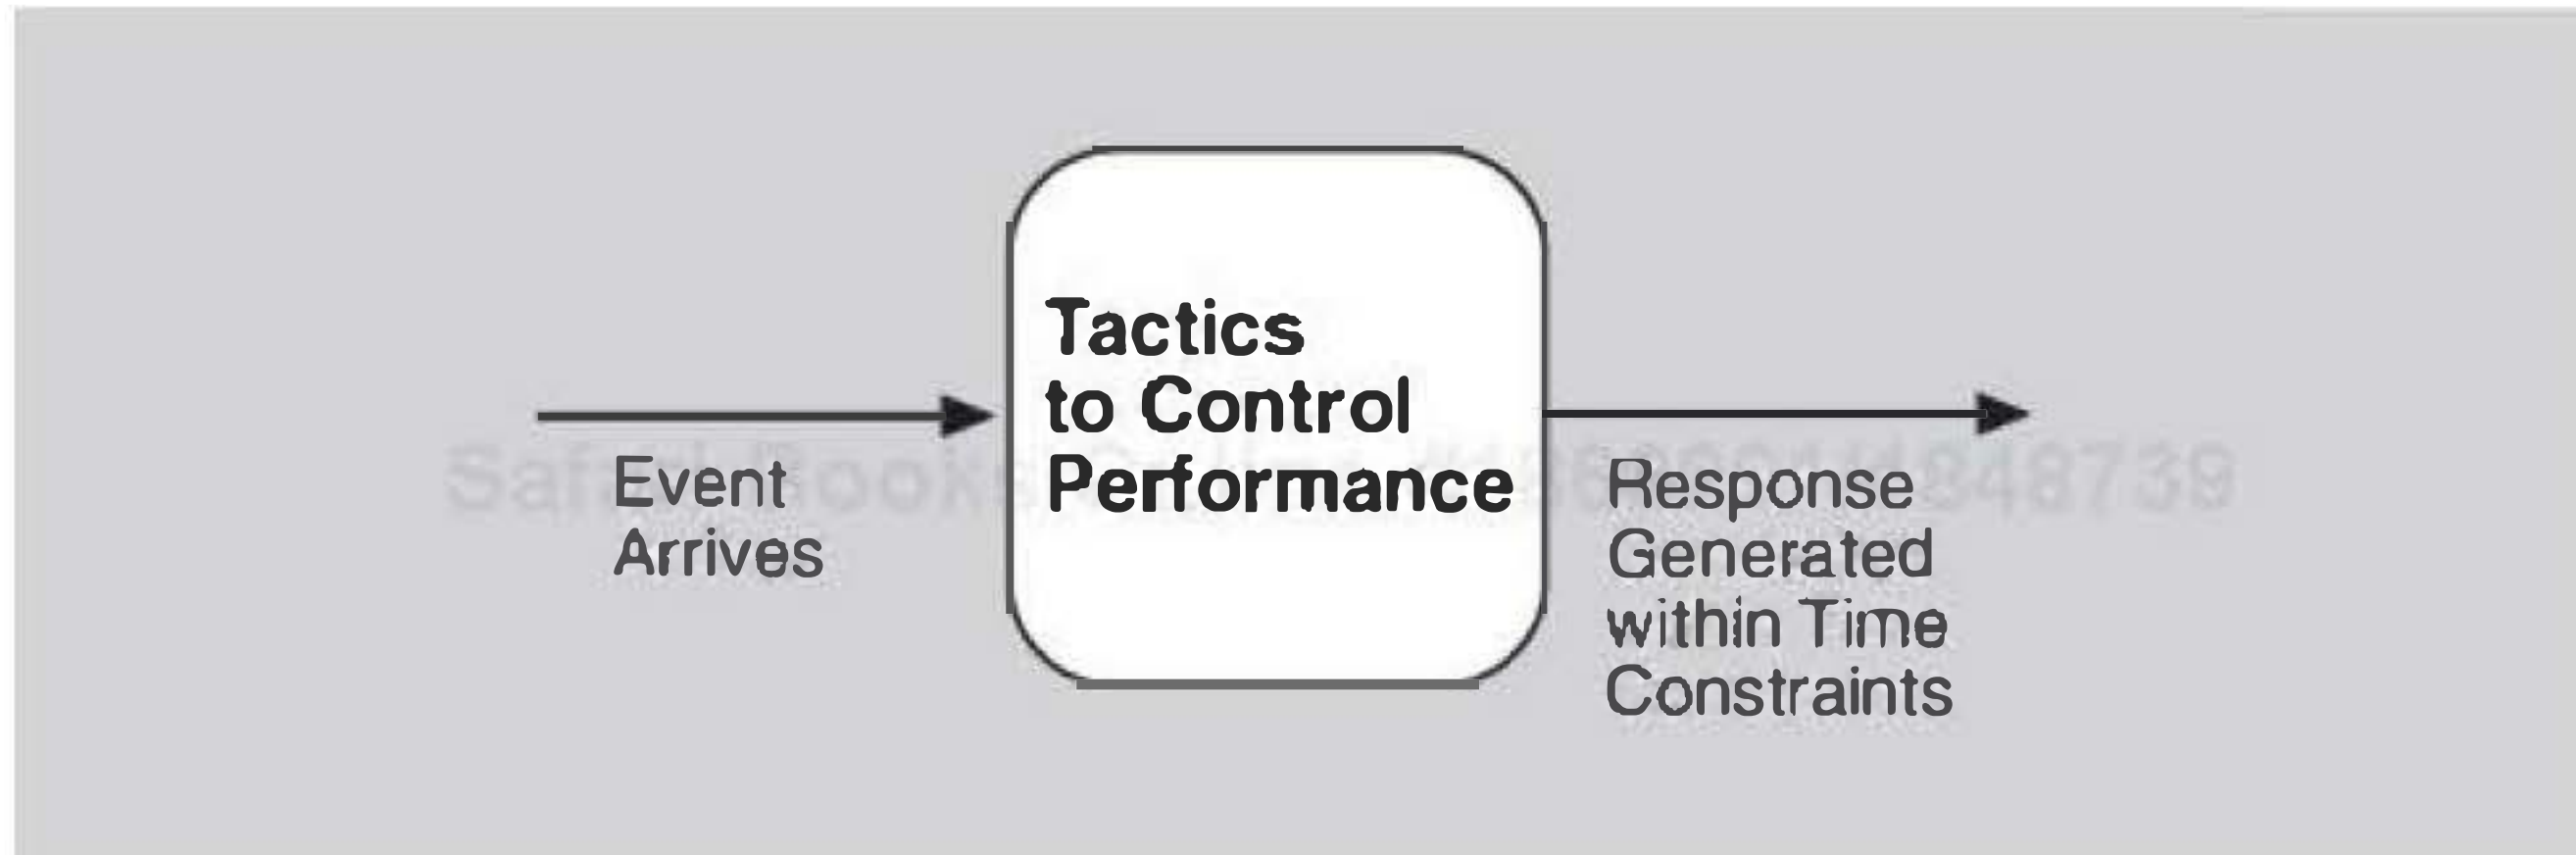 Tactics
to Control
Performance
Event
Arrives
Response
Generated
within Time
Constraints